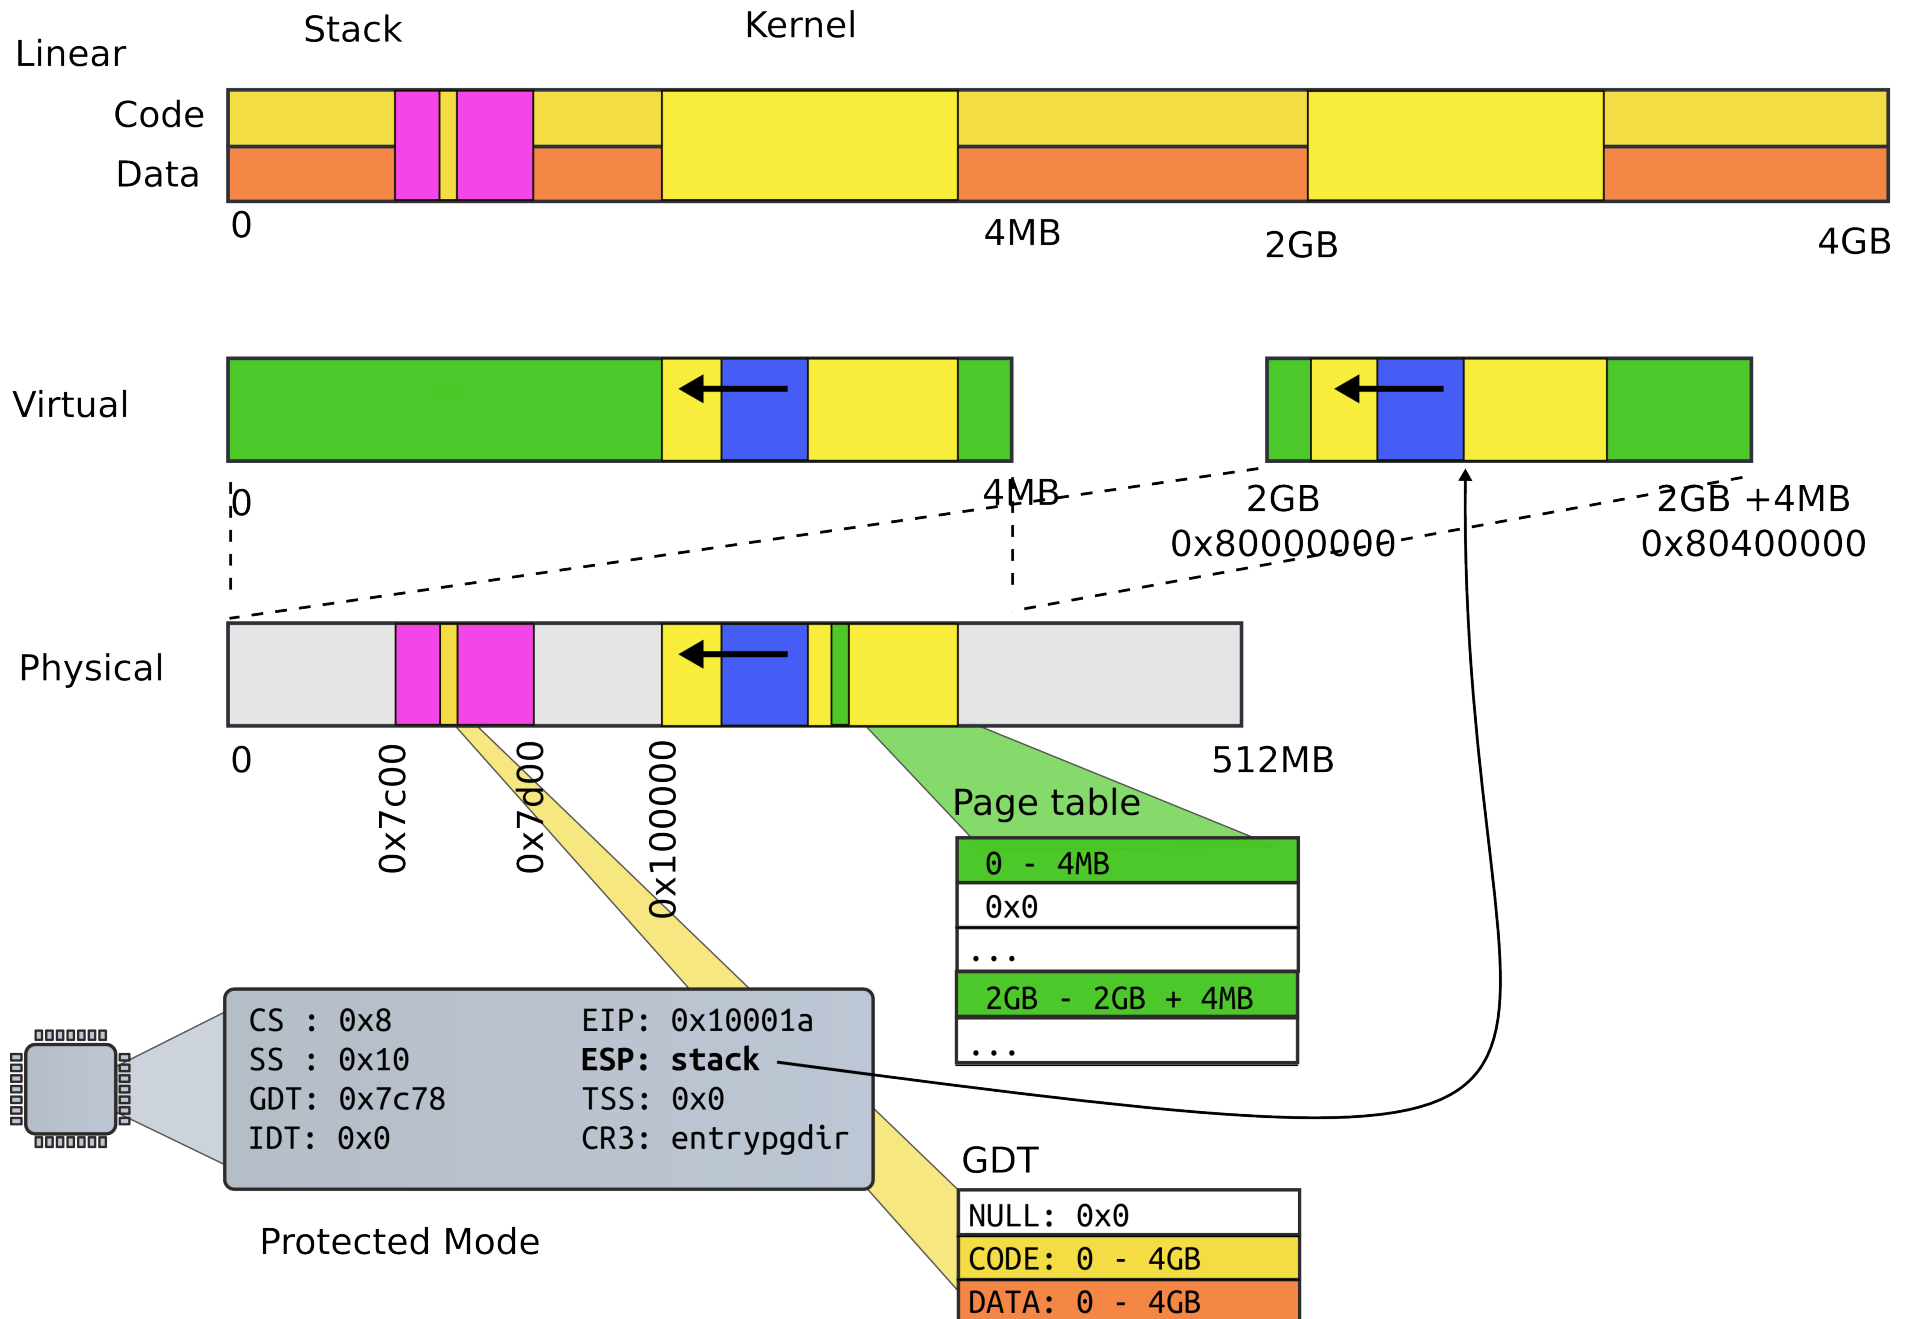 Stack
Kernel
Linear
Code
Data
0
4MB
2GB
4GB
Virtual
0
4MB
2GB
0x80000000
2GB +4MB
0x80400000
Physical
0
0x7c00
0x7d00
0x100000
512MB
Page table
0 - 4MB
0x0
...
2GB - 2GB + 4MB
...
CS : 0x8
EIP: 0x10001a
SS : 0x10
ESP: stack
GDT: 0x7c78
TSS: 0x0
IDT: 0x0
CR3: entrypgdir
Protected Mode
GDT
NULL: 0x0
CODE: 0 - 4GB
DATA: 0 - 4GB